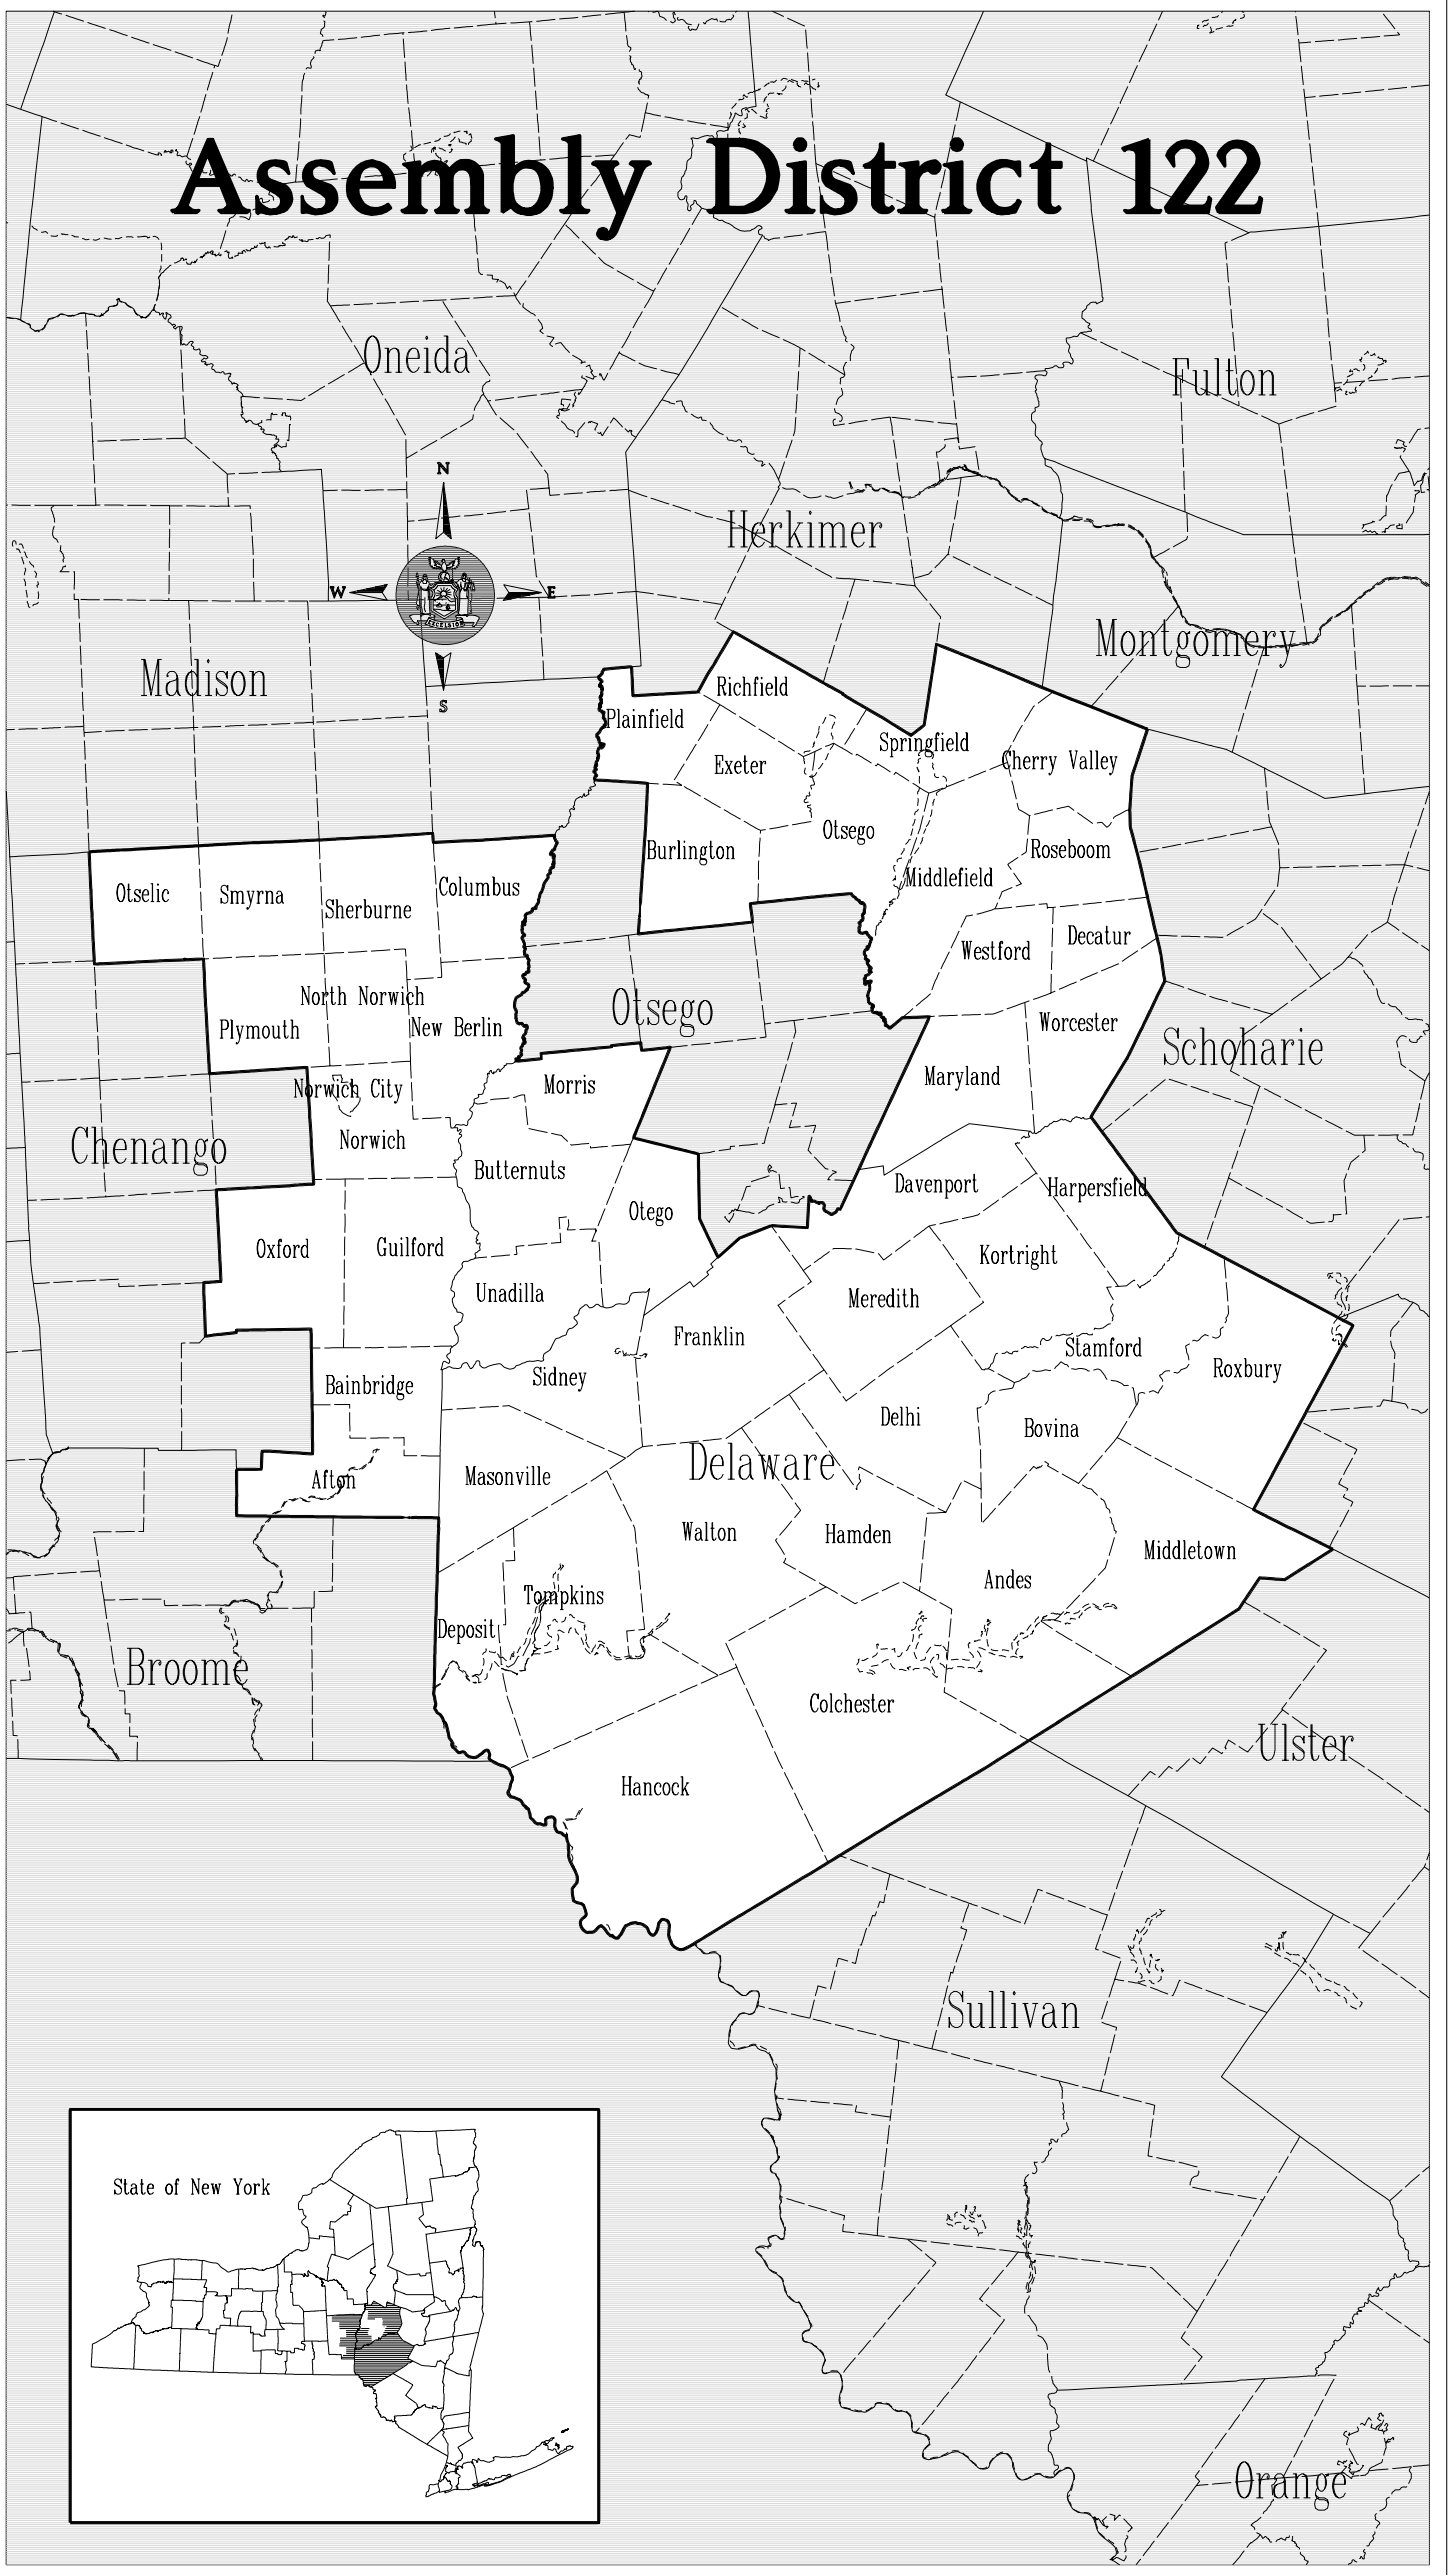 Assembly District 122
Oneida
Fulton
N
Herkimer
W
E
EXCELSIOR
Montgomery
Madison
S
Richfield
Plainfield
Springfield
Exeter
Cherry Valley
Otsego
Burlington
Roseboom
Middlefield
Columbus
Otselic
Smyrna
Sherburne
Decatur
Westford
North Norwich
Otsego
Worcester
New Berlin
Plymouth
Schoharie
Maryland
Morris
Norwich City
Norwich
Chenango
Butternuts
Davenport
Harpersfield
Otego
Oxford
Guilford
Kortright
Unadilla
Meredith
Franklin
Stamford
Sidney
Roxbury
Bainbridge
Delhi
Bovina
Delaware
Masonville
Afton
Walton
Hamden
Middletown
Andes
Tompkins
Deposit
Broome
Colchester
Ulster
Hancock
Sullivan
State of New York
Orange